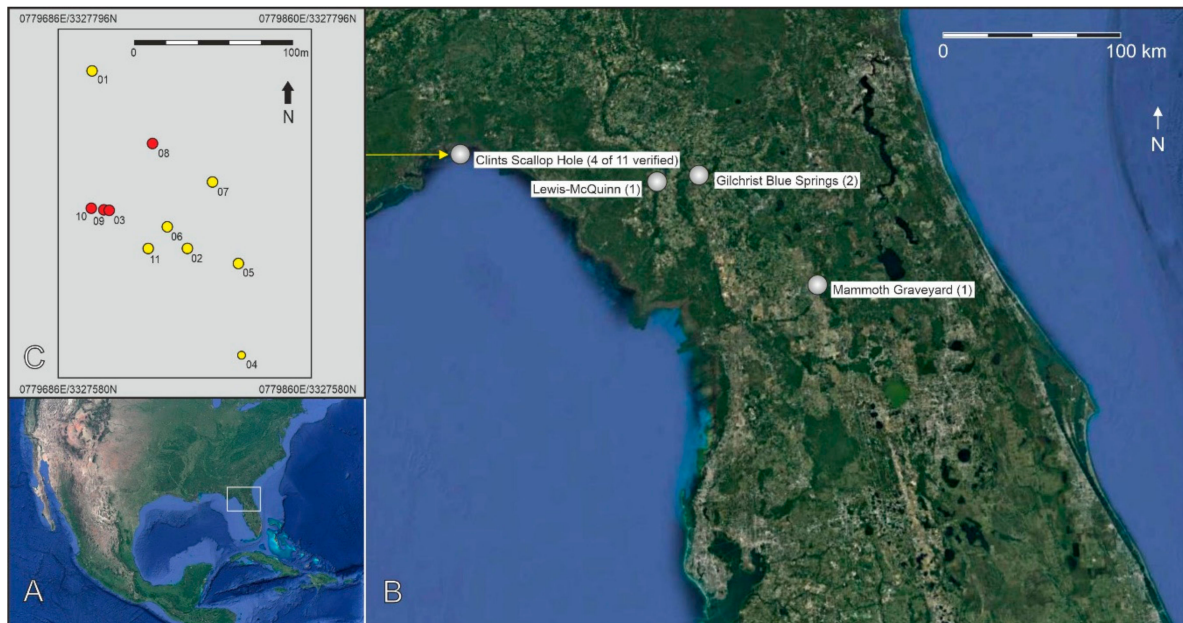 0779686E/3327796N 0779860E/3327796N
0 100m
01
N
08
07
10 09 03
06
11 02
05
04
C
0779686E/3327580N 0779860E/3327580N
A
0 100 km
N
Clints Scallop Hole (4 of 11 verified)
Lewis-McQuinn (1)
Gilchrist Blue Springs (2)
Mammoth Graveyard (1)
B